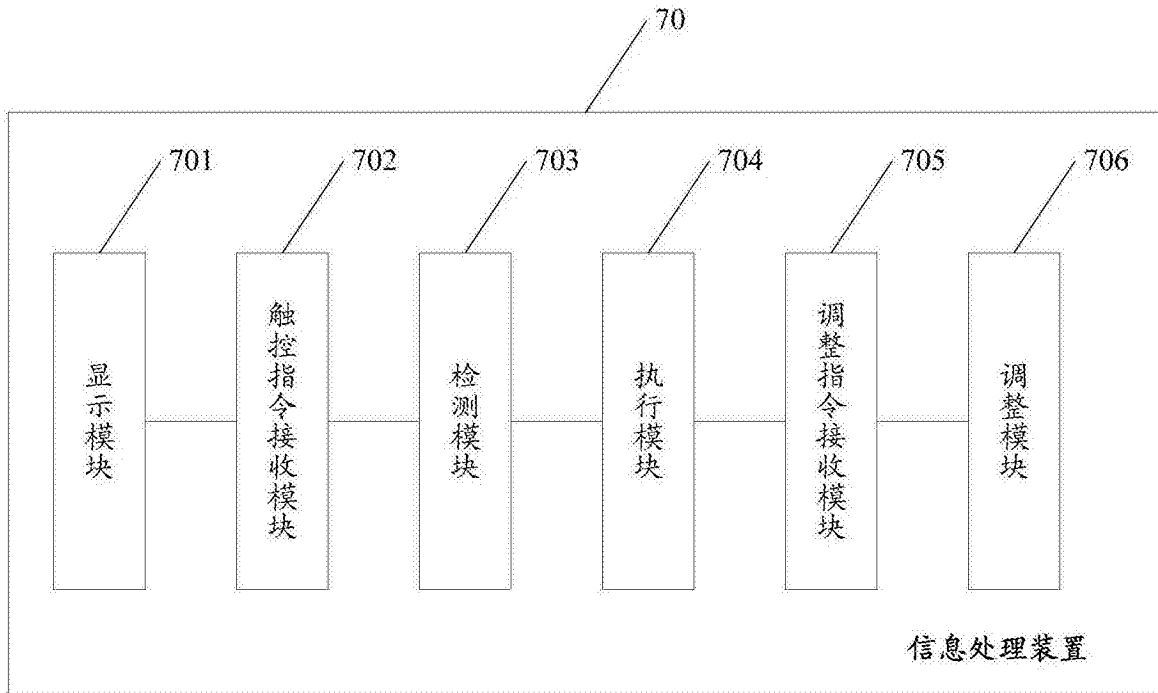 70
701
702
703
704
705
706
显示模块
触控指令接收模块
检测模块
执行模块
调整指令接收模块
调整模块
信息处理装置